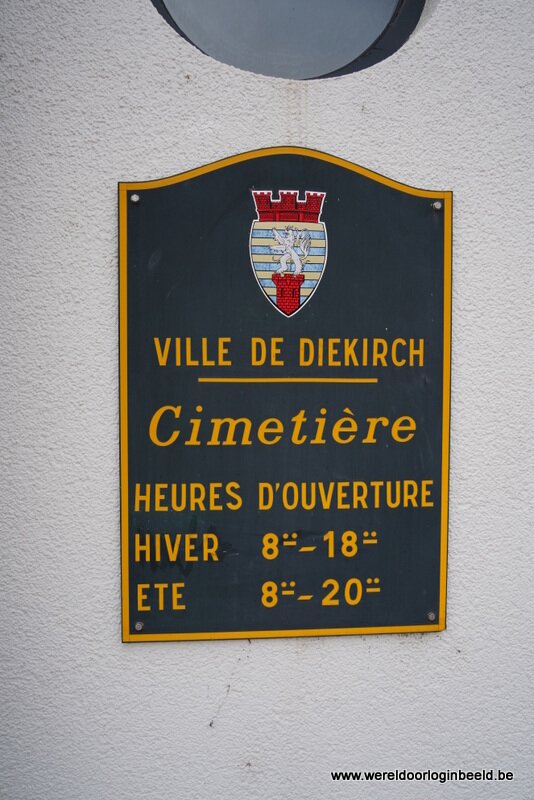 VILLE DE DIEKIRCH
Cimetière
HEURES D'OUVERTURE
HIVER 8⁰⁰-18⁰⁰
ETE 8⁰⁰-20⁰⁰
www.wereldoorloginbeeld.be